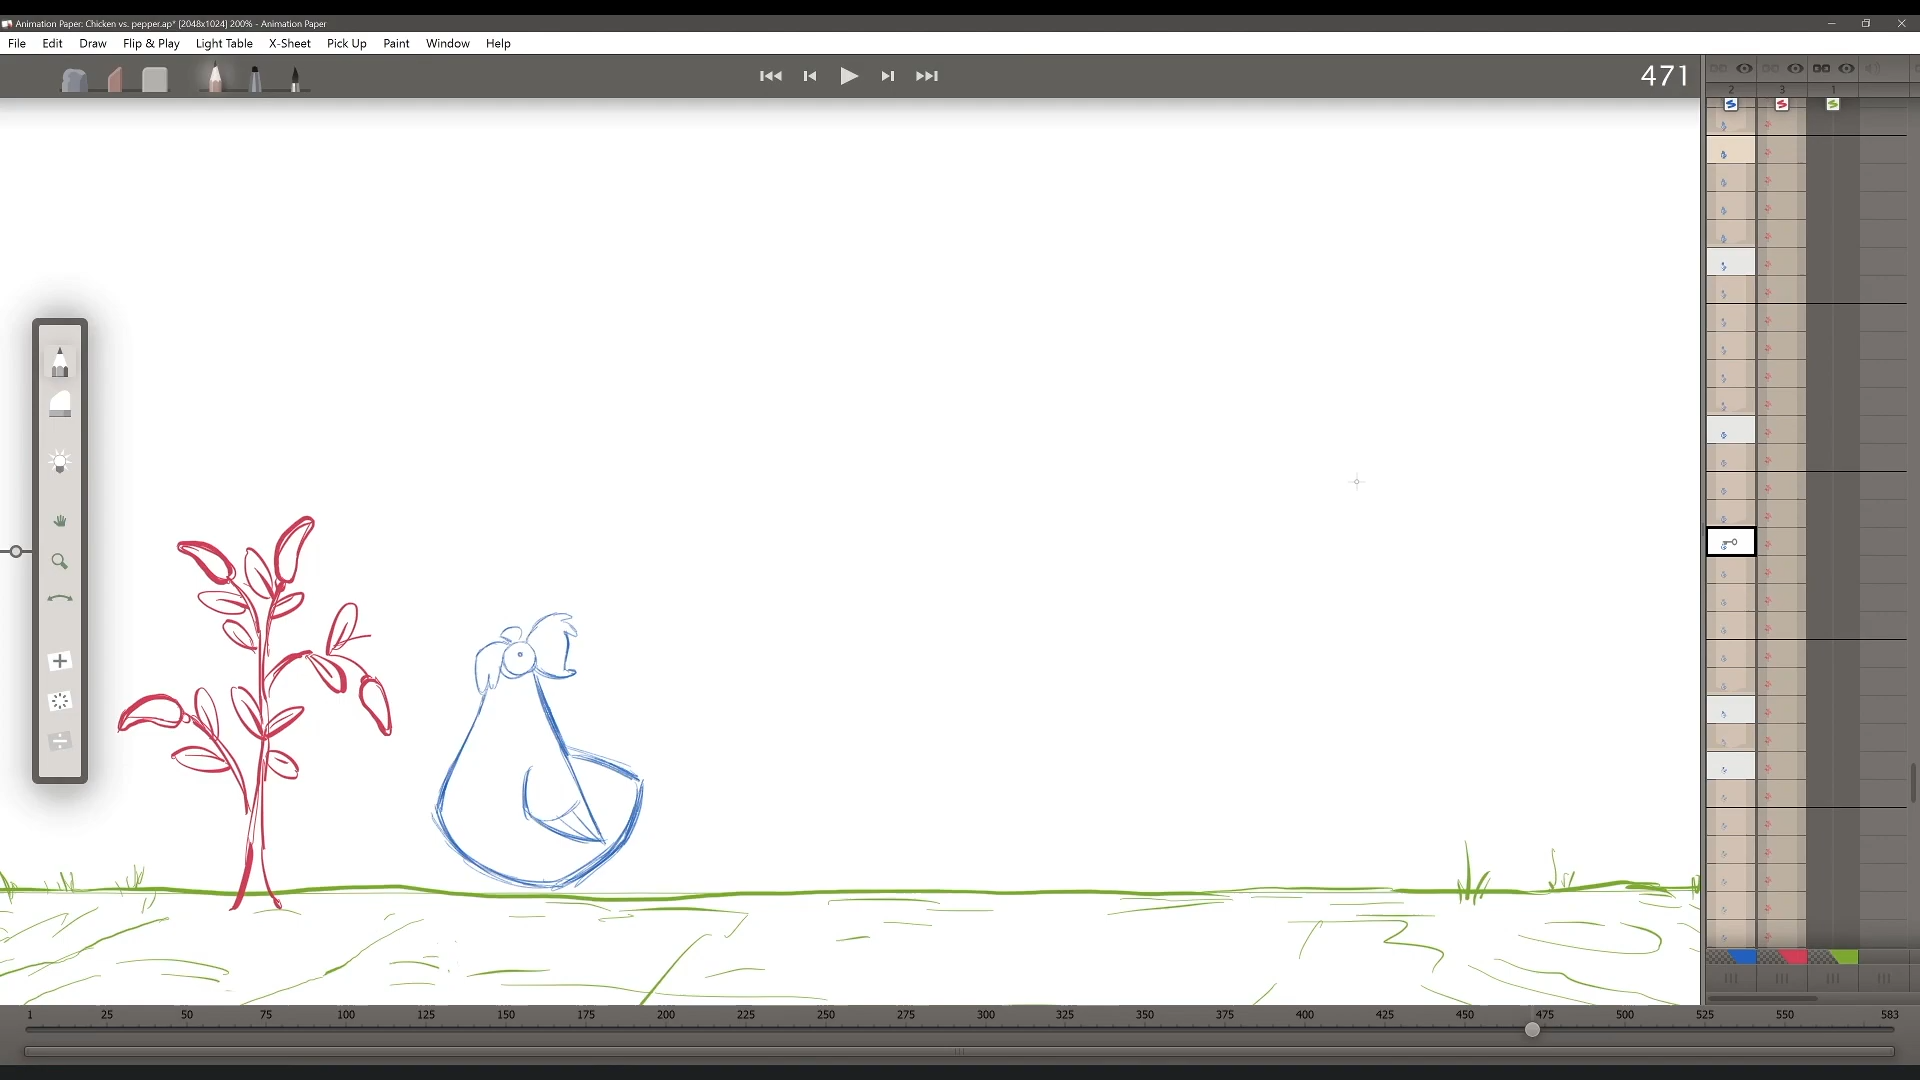 Animation Paper: Chicken vs. pepper.ap* [2048x1024] 200% - Animation Paper
File Edit Draw Flip & Play Light Table X-Sheet Pick Up Paint Window Help
471
2 3 1
1 25 50 75 100 125 150 175 200 225 250 275 300 325 350 375 400 425 450 475 500 525 550 583